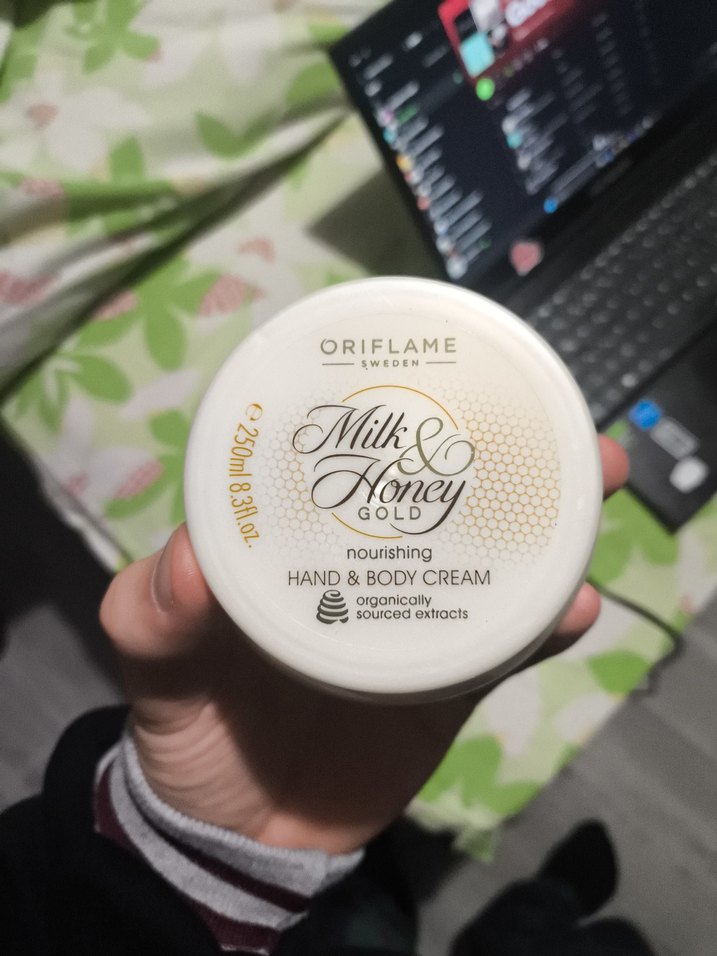 ORIFLAME
SWEDEN
Milk &
Honey
GOLD
nourishing
HAND & BODY CREAM
organically
sourced extracts
℮ 250ml 8.3fl.oz.